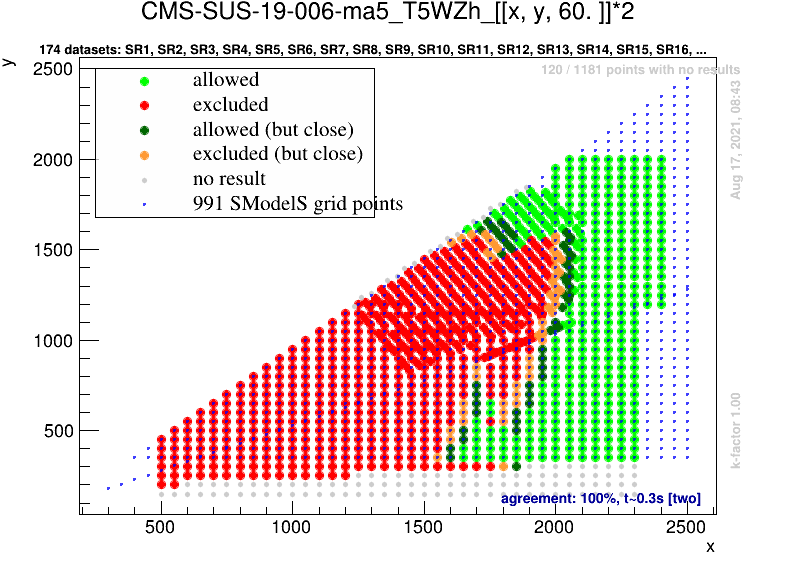 CMS-SUS-19-006-ma5_T5WZh_[[x, y, 60. ]]*2
174 datasets: SR1, SR2, SR3, SR4, SR5, SR6, SR7, SR8, SR9, SR10, SR11, SR12, SR13, SR14, SR15, SR16, ...
y
120 / 1181 points with no results
allowed
excluded
allowed (but close)
excluded (but close)
no result
991 SModelS grid points
Aug 17, 2021, 08:43
k-factor 1.00
2500
2000
1500
1000
500
agreement: 100%, t~0.3s [two]
500 1000 1500 2000 2500
x